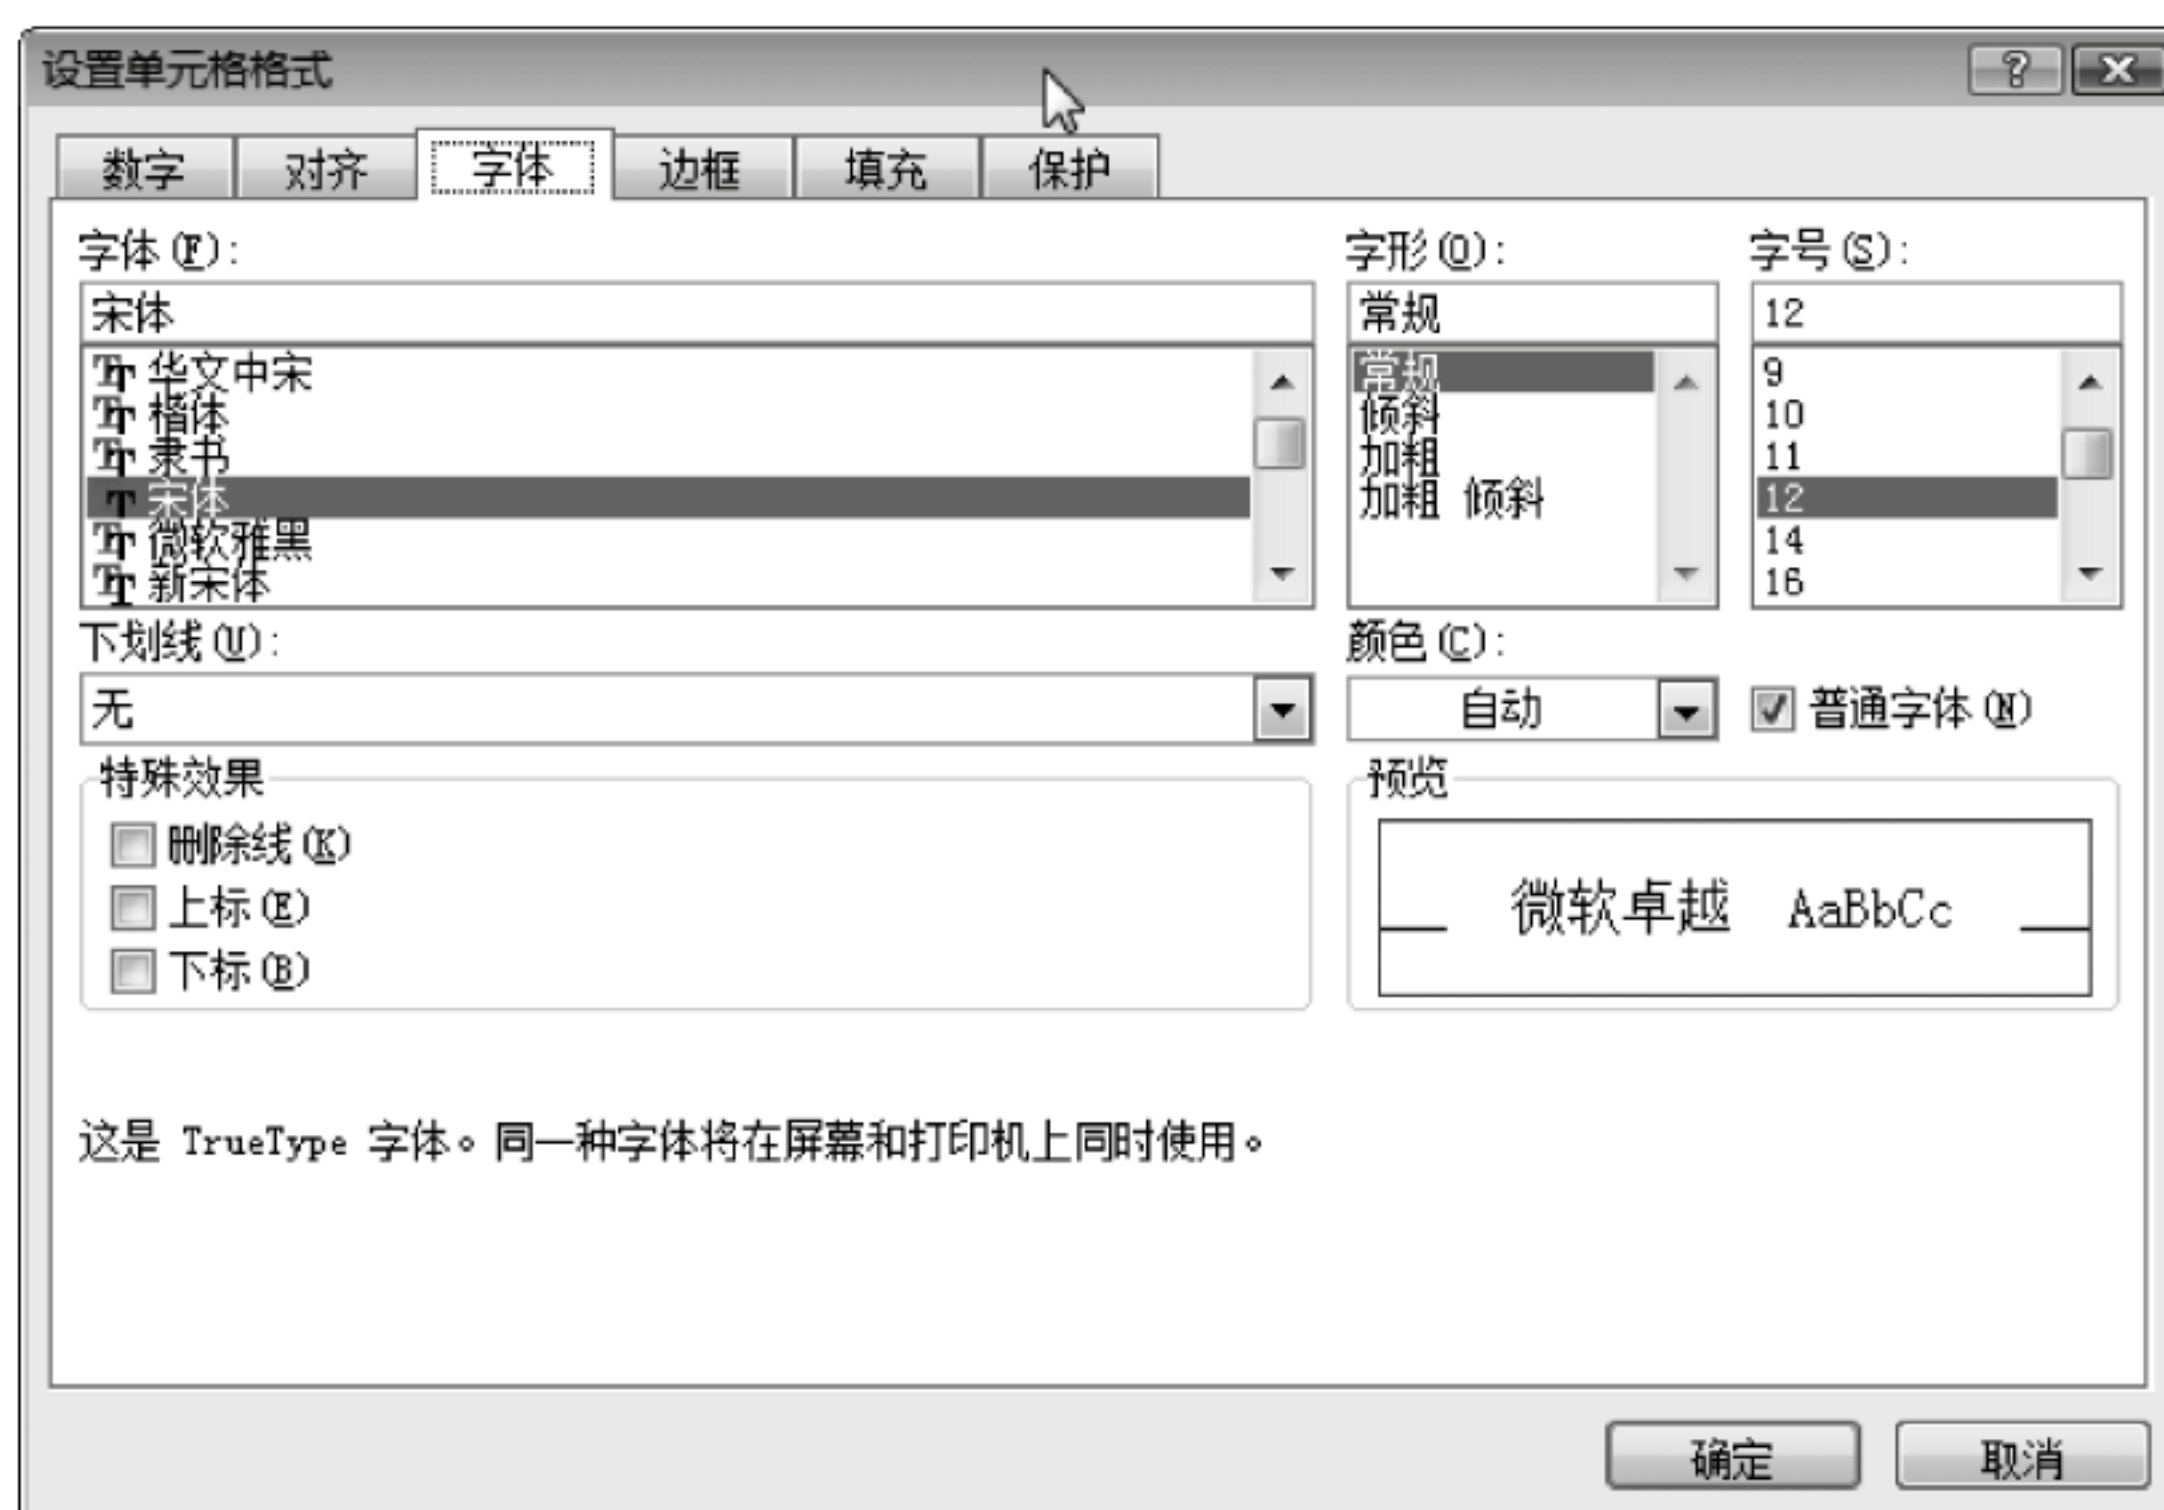 设置单元格格式
数字 对齐 字体 边框 填充 保护
字体(F): 字形(O): 字号(S):
宋体 常规 12
华文中宋 常规 9
楷体 倾斜 10
隶书 加粗 11
宋体 加粗 倾斜 12
微软雅黑 14
新宋体 16
下划线(U): 颜色(C):
无 自动 普通字体(N)
特殊效果 预览
删除线(K)
上标(E) 微软卓越 AaBbCc
下标(B)
这是 TrueType 字体。同一种字体将在屏幕和打印机上同时使用。
确定 取消